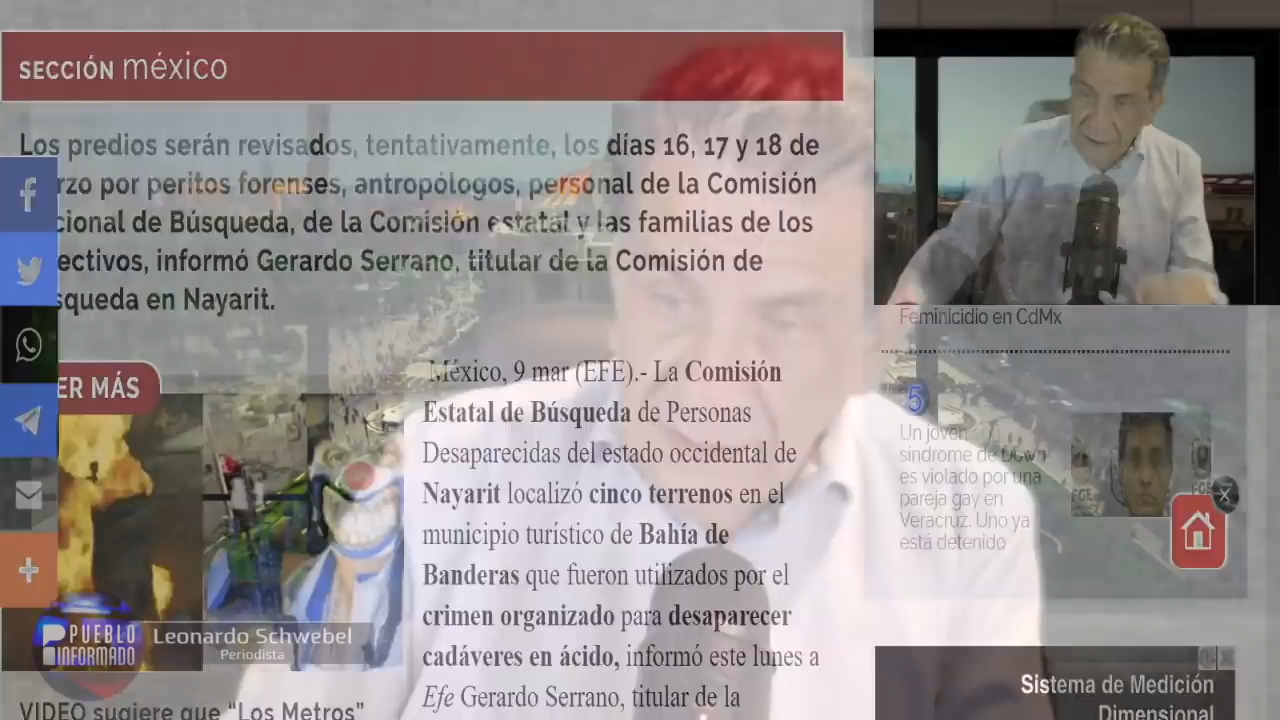 SECCIÓN méxico
Los predios serán revisados, tentativamente, los días 16, 17 y 18 de
rzo por peritos forenses, antropólogos, personal de la Comisión
cional de Búsqueda, de la Comisión estatal y las familias de los
ectivos, informó Gerardo Serrano, titular de la Comisión de
squeda en Nayarit.
ER MÁS
México, 9 mar (EFE).- La Comisión
Estatal de Búsqueda de Personas
Desaparecidas del estado occidental de
Nayarit localizó cinco terrenos en el
municipio turístico de Bahía de
Banderas que fueron utilizados por el
crimen organizado para desaparecer
cadáveres en ácido, informó este lunes a
Efe Gerardo Serrano, titular de la
Feminicidio en CdMx
5
Un joven
síndrome de Down
es violado por una
pareja gay en
Veracruz. Uno ya
está detenido
FGE
FGE
PUEBLO
INFORMADO
Leonardo Schwebel
Periodista
VIDEO sugiere que “Los Metros”
Sistema de Medición
Dimensional